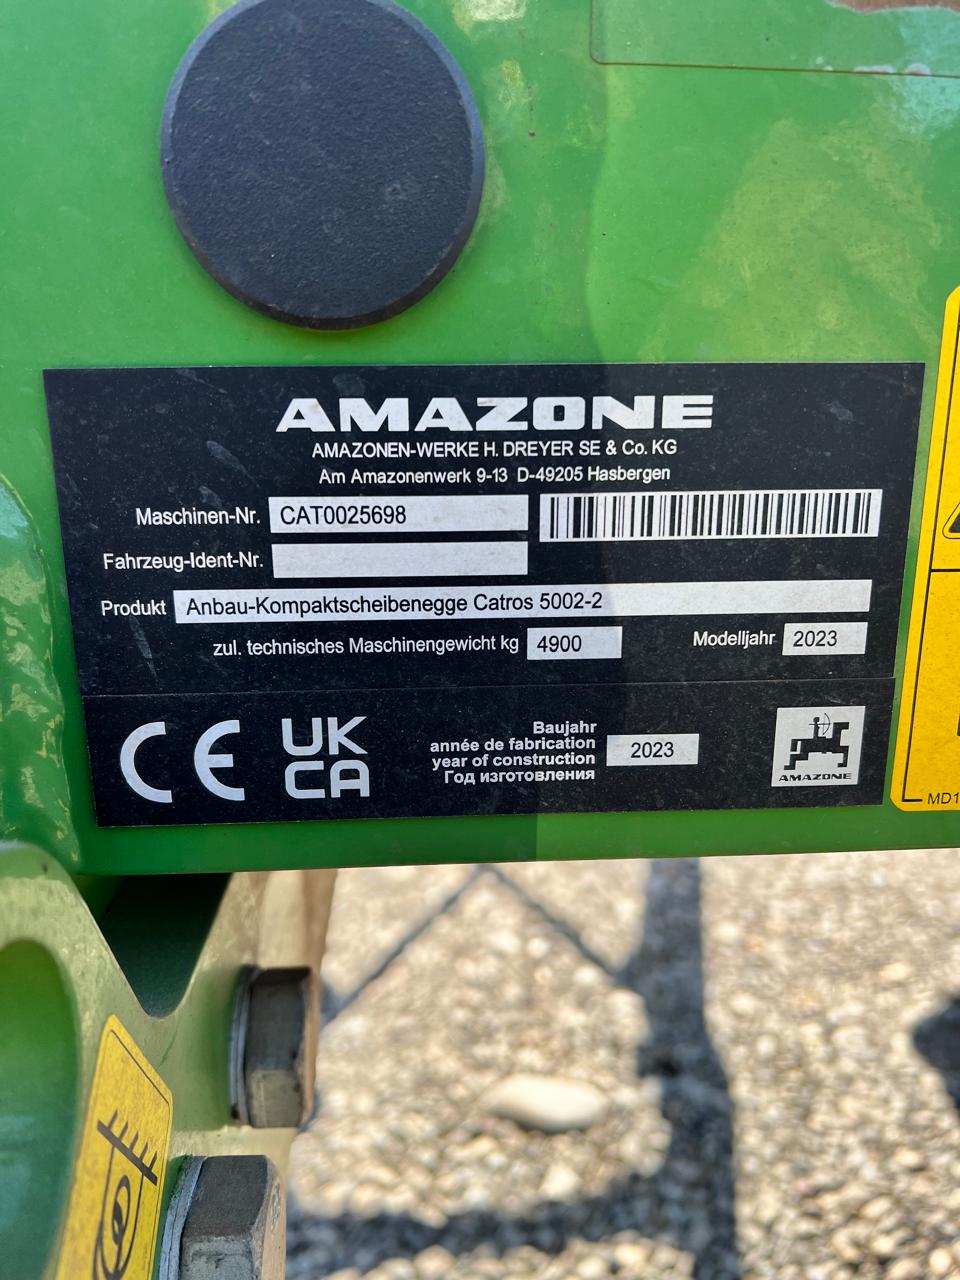 AMAZONE
AMAZONEN-WERKE H. DREYER SE & Co. KG
Am Amazonenwerk 9-13 D-49205 Hasbergen
Maschinen-Nr. CAT0025698
Fahrzeug-Ident-Nr.
Produkt Anbau-Kompaktscheibenegge Catros 5002-2
zul. technisches Maschinengewicht kg 4900 Modelljahr 2023
CE UK
CA
Baujahr
année de fabrication
year of construction
Год изготовления
2023
AMAZONE
MD1